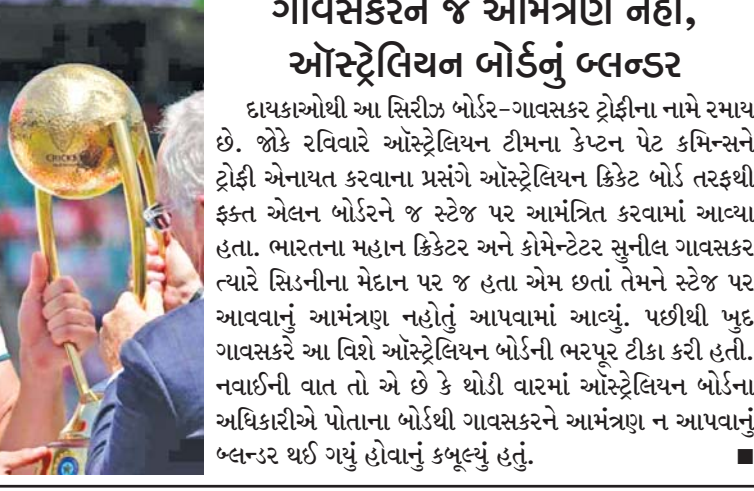 ગાવસકરને જ આમંત્રણ નહીં,
ઑસ્ટ્રેલિયન બોર્ડનું બ્લન્ડર
દાયકાઓથી આ સિરીઝ બોર્ડર-ગાવસકર ટ્રોફીના નામે રમાય
છે. જોકે રવિવારે ઑસ્ટ્રેલિયન ટીમના કેપ્ટન પેટ કમિન્સને
ટ્રોફી એનાયત કરવાના પ્રસંગે ઑસ્ટ્રેલિયન ક્રિકેટ બોર્ડ તરફથી
ફક્ત એલન બોર્ડરને જ સ્ટેજ પર આમંત્રિત કરવામાં આવ્યા
હતા. ભારતના મહાન ક્રિકેટર અને કોમેન્ટેટર સુનીલ ગાવસકર
ત્યારે સિડનીના મેદાન પર જ હતા એમ છતાં તેમને સ્ટેજ પર
આવવાનું આમંત્રણ નહોતું આપવામાં આવ્યું. પછીથી ખુદ
ગાવસકરે આ વિશે ઑસ્ટ્રેલિયન બોર્ડની ભરપૂર ટીકા કરી હતી.
નવાઈની વાત તો એ છે કે થોડી વારમાં ઑસ્ટ્રેલિયન બોર્ડના
અધિકારીએ પોતાના બોર્ડથી ગાવસકરને આમંત્રણ ન આપવાનું
બ્લન્ડર થઈ ગયું હોવાનું કબૂલ્યું હતું. ■